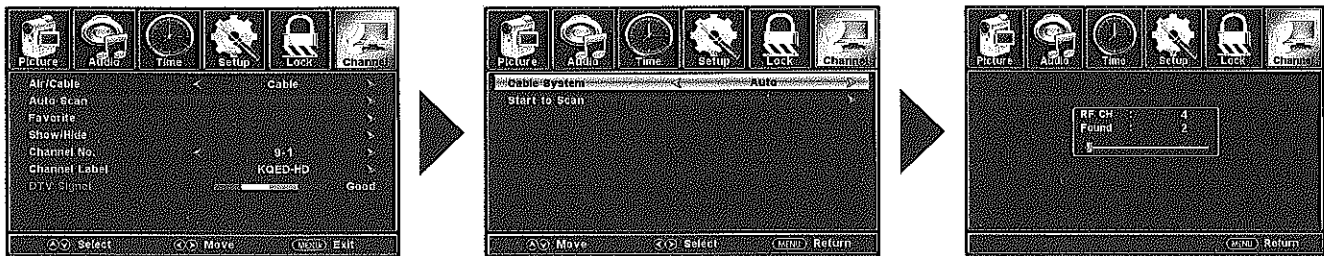 Picture Audio Time Setup Lock Channel
Air/Cable < Cable >
Auto Scan >
Favorite >
Show/Hide >
Channel No. < 9-1 >
Channel Label KQED-HD >
DTV Signal Good
Select Move MENU Exit
Picture Audio Time Setup Lock Channel
Cable System < Auto >
Start to Scan >
Move Select MENU Return
Picture Audio Time Setup Lock Channel
RF CH : 4
Found : 2
MENU Return